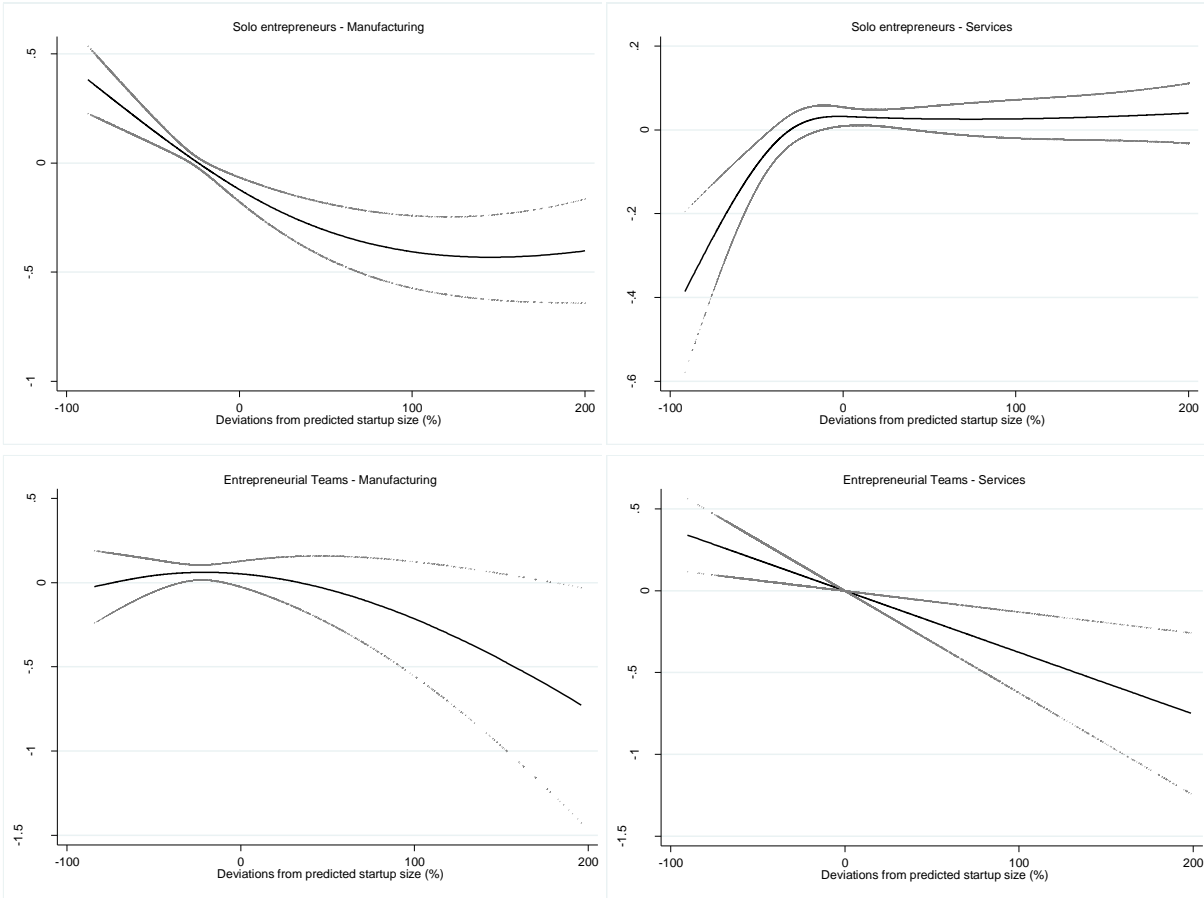 Solo entrepreneurs - Manufacturing
.5
0
-.5
-1
-100 0 100 200
Deviations from predicted startup size (%)
Solo entrepreneurs - Services
.2
0
-.2
-.4
-.6
-100 0 100 200
Deviations from predicted startup size (%)
Entrepreneurial Teams - Manufacturing
.5
0
-.5
-1
-1.5
-100 0 100 200
Deviations from predicted startup size (%)
Entrepreneurial Teams - Services
.5
0
-.5
-1
-1.5
-100 0 100 200
Deviations from predicted startup size (%)